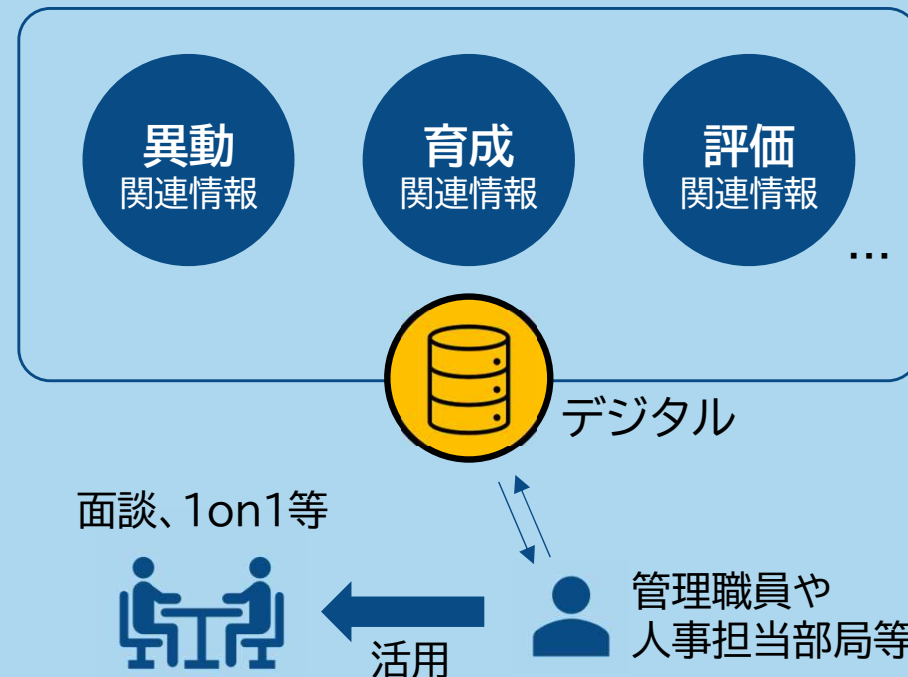 異動
関連情報
育成
関連情報
評価
関連情報
…
デジタル
面談、1on1等
管理職員や
人事担当部局等
活用